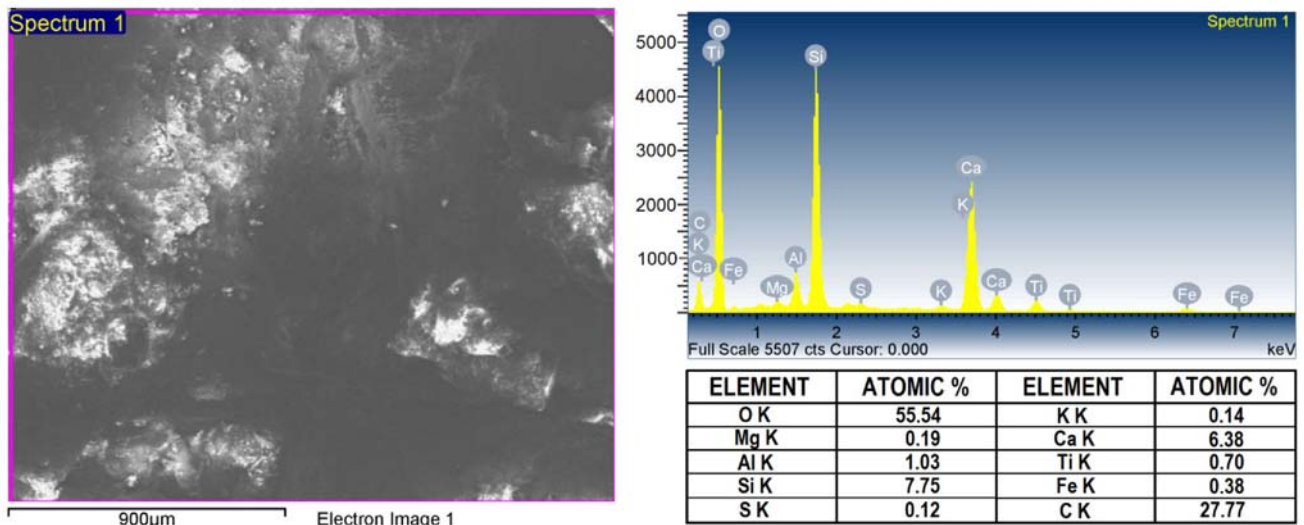 Spectrum 1
900µm
Electron Image 1
Spectrum 1
5000
4000
3000
2000
1000
O
Ti
Si
Ca
K
C
K
Ca
Fe
Mg
Al
S
K
Ca
Ti
Ti
Fe
Fe
1 2 3 4 5 6 7
Full Scale 5507 cts Cursor: 0.000 keV
ELEMENT ATOMIC % ELEMENT ATOMIC %
O K 55.54 K K 0.14
Mg K 0.19 Ca K 6.38
Al K 1.03 Ti K 0.70
Si K 7.75 Fe K 0.38
S K 0.12 C K 27.77